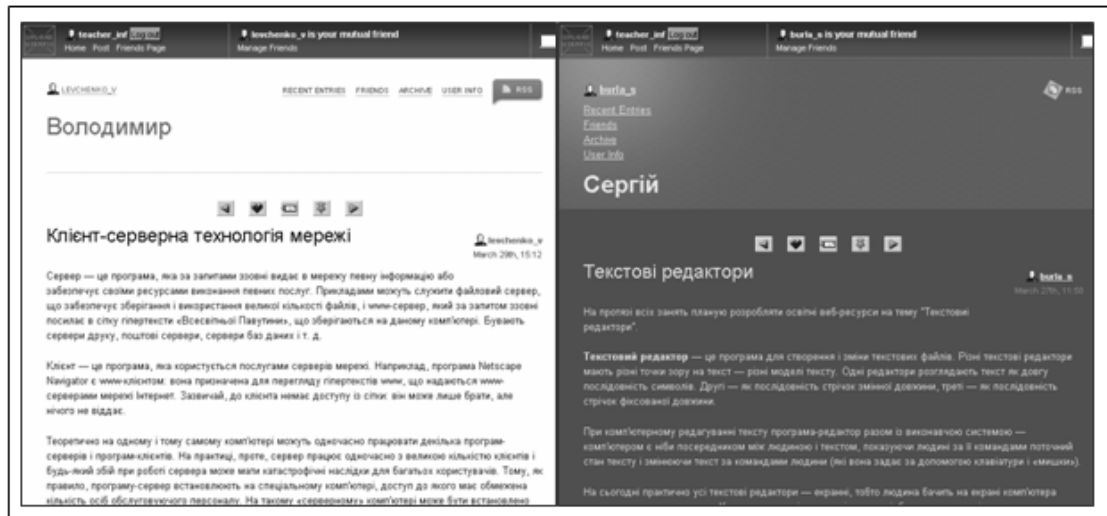 teacher_inf Log out
Home Post Friends Page
levchenko_v is your mutual friend
Manage Friends
LEVCHENKO_V
RECENT ENTRIES FRIENDS ARCHIVE USER INFO
RSS
Володимир
Клієнт-серверна технологія мережі
levchenko_v
March 28th, 15:12
Сервер — це програма, яка за запитами ззовні видає в мережу певну інформацію або
забезпечує своїми ресурсами виконання певних послуг. Прикладами можуть служити файловий сервер,
що забезпечує зберігання і використання великої кількості файлів, і www-сервер, який за запитом ззовні
посилає в сітку гіпертексти «Всесвітньої Павутини», що зберігаються на даному комп'ютері. Бувають
сервери друку, поштові сервери, сервери баз даних і т. д.
Клієнт — це програма, яка користується послугами серверів мережі. Наприклад, програма Netscape
Navigator є www-клієнтом: вона призначена для перегляду гіпертекстів www, що надаються www-
серверами мережі Інтернет. Зазвичай, до клієнта немає доступу із сітки: він може лише брати, але
нічого не віддає.
Теоретично на одному і тому самому комп'ютері можуть одночасно працювати декілька програм-
серверів і програм-клієнтів. На практиці, проте, сервер працює одночасно з великою кількістю клієнтів і
будь-який збій при роботі сервера може мати катастрофічні наслідки для багатьох користувачів. Тому, як
правило, програму-сервер встановлюють на спеціальному комп'ютері, доступ до якого має обмежена
кількість осіб обслуговуючого персоналу. На такому «серверному» комп'ютері може бути встановлено
teacher_inf Log out
Home Post Friends Page
burla_s is your mutual friend
Manage Friends
burla_s
Recent Entries
Friends
Archive
User Info
RSS
Сергій
Текстові редактори
burla_s
March 27th, 11:58
На протязі всіх занять планую розробляти освітні веб-ресурси на тему "Текстовиі
редактори".
Текстовий редактор — це програма для створення і зміни текстових файлів. Різні текстові редактори
мають різні точки зору на текст — різні моделі тексту. Одні редактори розглядають текст як довгу
послідовність символів. Другі — як послідовність стрічок змінної довжини, треті — як послідовність
стрічок фіксованої довжини.
При комп'ютерному редагуванні тексту програма-редактор разом із виконавчою системою —
комп'ютером є ніби посередником між людиною і текстом, показуючи людині за її командами поточний
стан тексту і змінюючи текст за командами людини (які вона задає за допомогою клавіатури і «мишки»).
На сьогодні практично усі текстові редактори — екранні, тобто людина бачить на екрані комп'ютера